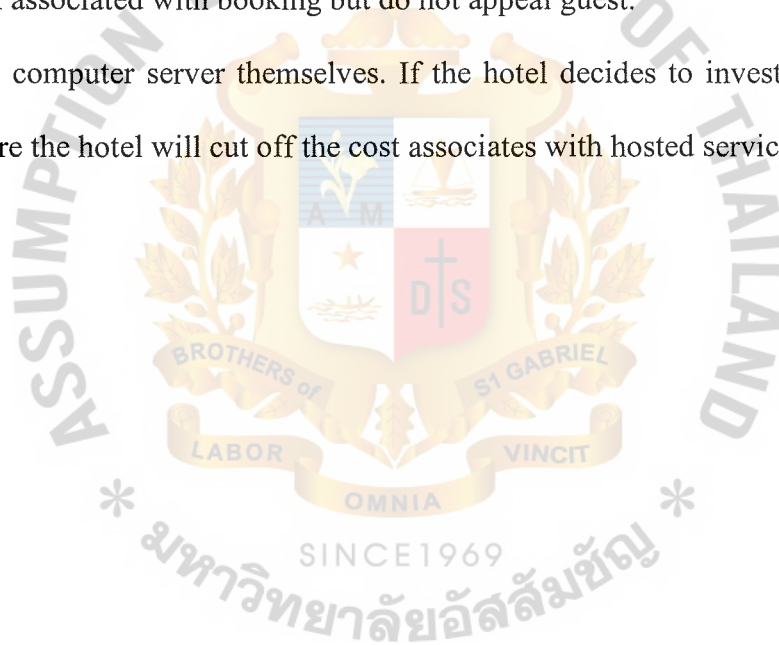 associated with booking but do not appeal guest.
computer server themselves. If the hotel decides to invest
re the hotel will cut off the cost associates with hosted servic
ASSUMPTION
OF THAILAND
A M
D S
BROTHERS of
S1 GABRIEL
LABOR
VINCIT
OMNIA
SINCE1969
* มหาวิทยาลัยอัสสัมชัญ *